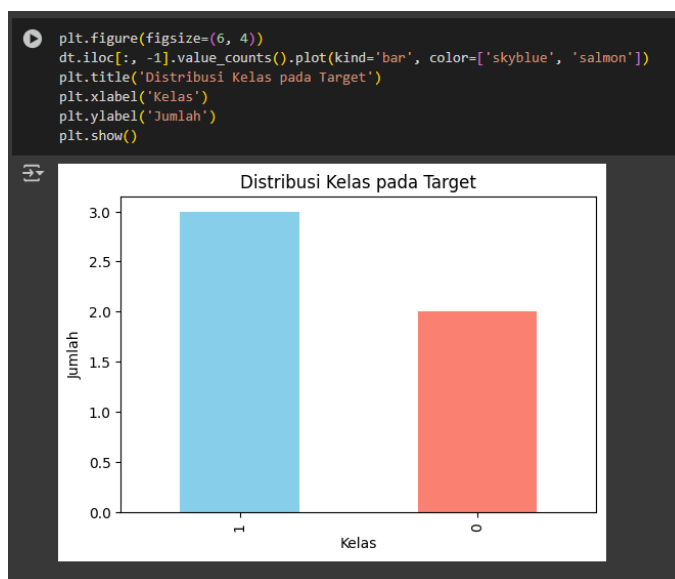 plt.figure(figsize=(6, 4))
dt.iloc[:, -1].value_counts().plot(kind='bar', color=['skyblue', 'salmon'])
plt.title('Distribusi Kelas pada Target')
plt.xlabel('Kelas')
plt.ylabel('Jumlah')
plt.show()
Distribusi Kelas pada Target
3.0
2.5
2.0
1.5
1.0
0.5
0.0
Jumlah
1
0
Kelas